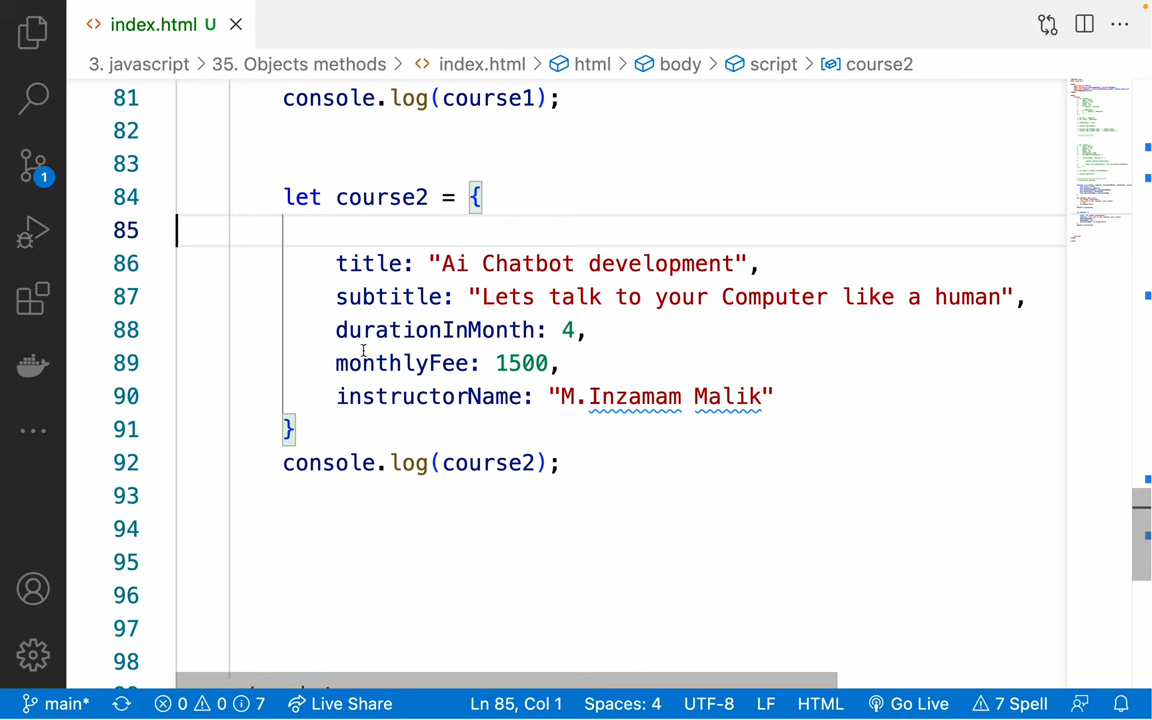 index.html U
3. javascript > 35. Objects methods > index.html > html > body > script > course2
81 console.log(course1);
82
83
84 let course2 = {
85
86 title: "Ai Chatbot development",
87 subtitle: "Lets talk to your Computer like a human",
88 durationInMonth: 4,
89 monthlyFee: 1500,
90 instructorName: "M.Inzamam Malik"
91 }
92 console.log(course2);
93
94
95
96
97
98
1
main* 0 0 7 Live Share Ln 85, Col 1 Spaces: 4 UTF-8 LF HTML Go Live 7 Spell